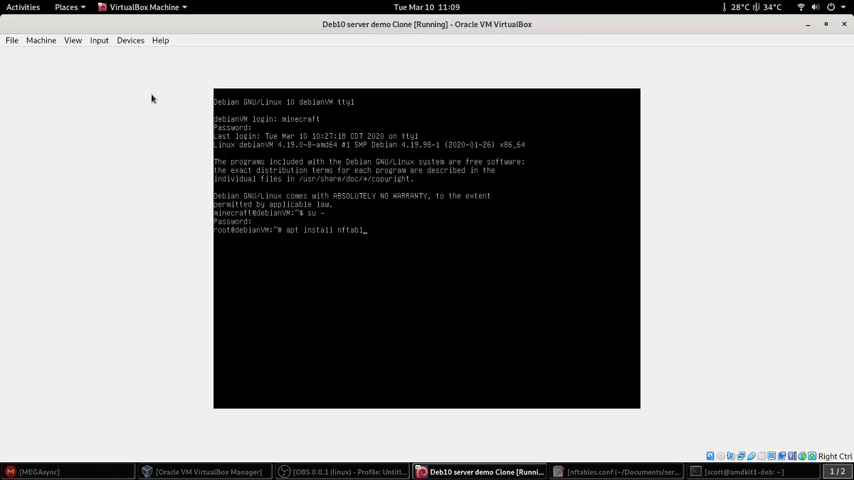 Activities Places VirtualBox Machine Tue Mar 10 11:09 28°C 34°C
Deb10 server demo Clone [Running] - Oracle VM VirtualBox
File Machine View Input Devices Help
Debian GNU/Linux 10 debianVM tty1
debianVM login: minecraft
Password:
Last login: Tue Mar 10 10:27:18 CDT 2020 on tty1
Linux debianVM 4.19.0-8-amd64 #1 SMP Debian 4.19.98-1 (2020-01-26) x86_64
The programs included with the Debian GNU/Linux system are free software;
the exact distribution terms for each program are described in the
individual files in /usr/share/doc/*/copyright.
Debian GNU/Linux comes with ABSOLUTELY NO WARRANTY, to the extent
permitted by applicable law.
minecraft@debianVM:~$ su -
Password:
root@debianVM:~# apt install nftabl_
Right Ctrl
[MEGAsync] [Oracle VM VirtualBox Manager] [OBS 0.0.1 (linux) - Profile: Untitl... Deb10 server demo Clone [Runni... [nftables.conf (~/Documents/ser... [scott@amdkit1-deb: ~] 1 / 2